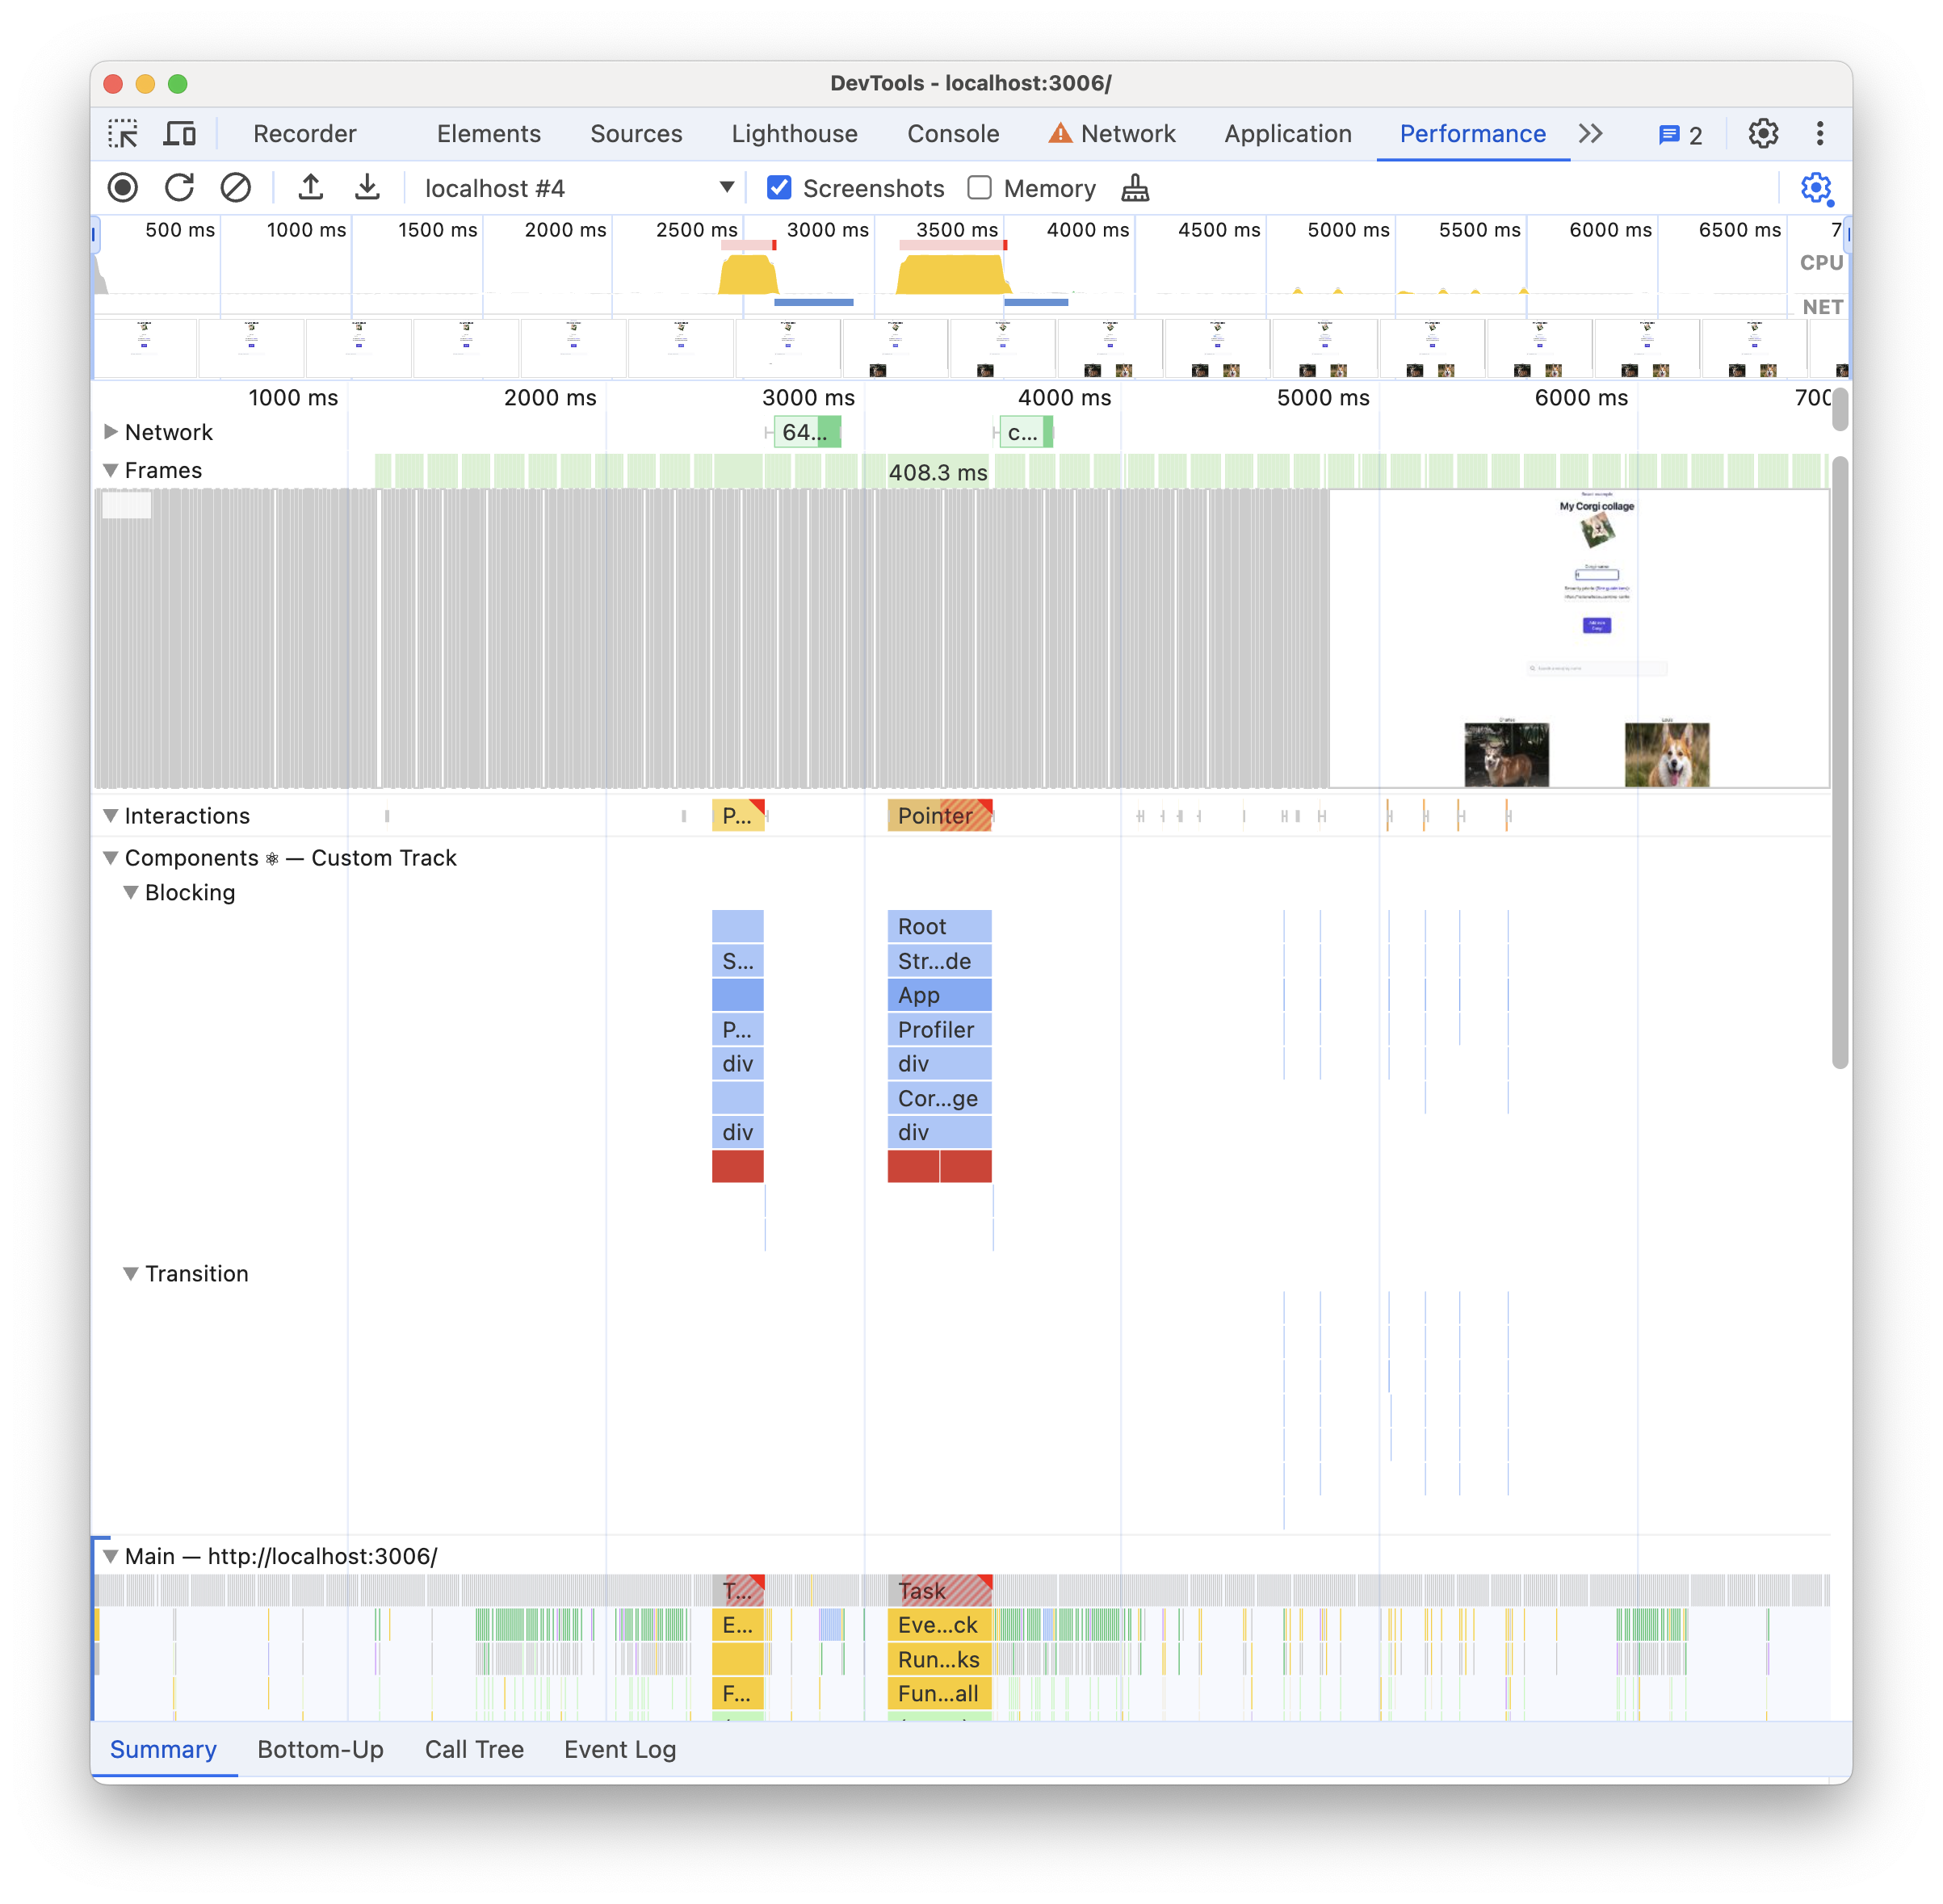 DevTools - localhost:3006/
Recorder Elements Sources Lighthouse Console Network Application Performance 2
localhost #4 Screenshots Memory
500 ms 1000 ms 1500 ms 2000 ms 2500 ms 3000 ms 3500 ms 4000 ms 4500 ms 5000 ms 5500 ms 6000 ms 6500 ms 7
CPU
NET
1000 ms 2000 ms 3000 ms 4000 ms 5000 ms 6000 ms 700
Network 64... c...
Frames 408.3 ms
My Corgi collage
Interactions P... Pointer
Components ⚛ — Custom Track
Blocking
Root
S... Str...de
App
P... Profiler
div div
Cor...ge
div div
Transition
Main — http://localhost:3006/
T... Task
E... Eve...ck
Run...ks
F... Fun...all
Summary Bottom-Up Call Tree Event Log